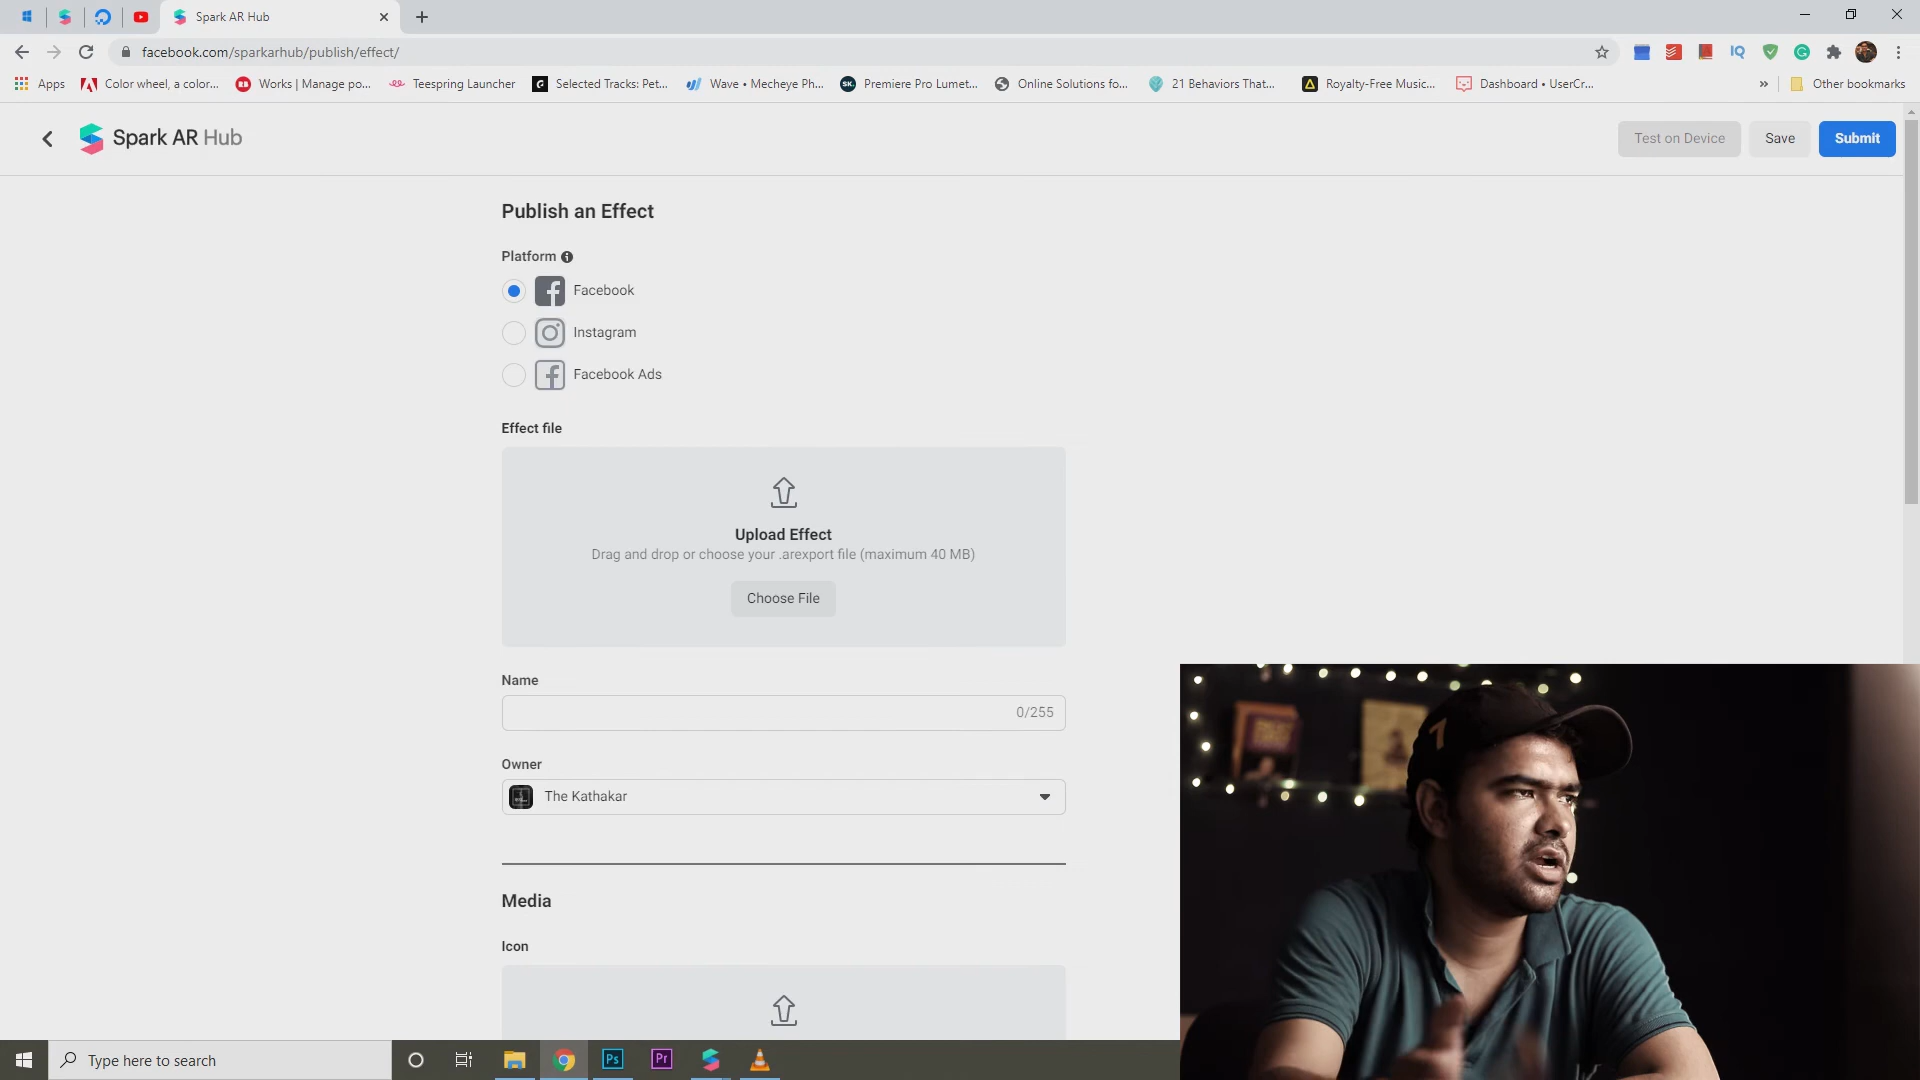 Spark AR Hub
facebook.com/sparkarhub/publish/effect/
Apps Color wheel, a color... Works | Manage po... Teespring Launcher Selected Tracks: Pet... Wave • Mecheye Ph... Premiere Pro Lumet... Online Solutions fo... 21 Behaviors That... Royalty-Free Music... Dashboard • UserCr... » Other bookmarks
Spark AR Hub
Test on Device Save Submit
Publish an Effect
Platform
Facebook
Instagram
Facebook Ads
Effect file
Upload Effect
Drag and drop or choose your .arexport file (maximum 40 MB)
Choose File
Name
0/255
Owner
The Kathakar
Media
Icon
Type here to search
Ps
Pr